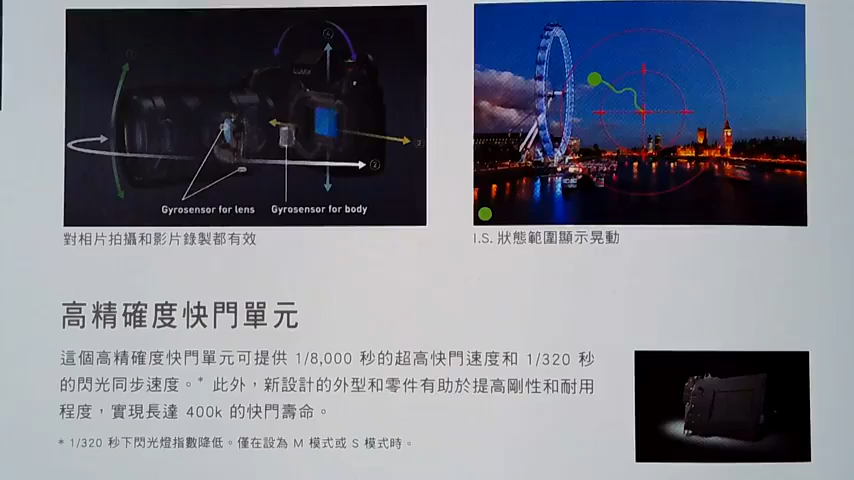 LUMIX
Gyrosensor for lens
Gyrosensor for body
對相片拍攝和影片錄製都有效
I.S. 狀態範圍顯示晃動
高精確度快門單元
這個高精確度快門單元可提供 1/8,000 秒的超高快門速度和 1/320 秒
的閃光同步速度。* 此外，新設計的外型和零件有助於提高剛性和耐用
程度，實現長達 400k 的快門壽命。
* 1/320 秒下閃光燈指數降低。僅在設為 M 模式或 S 模式時。